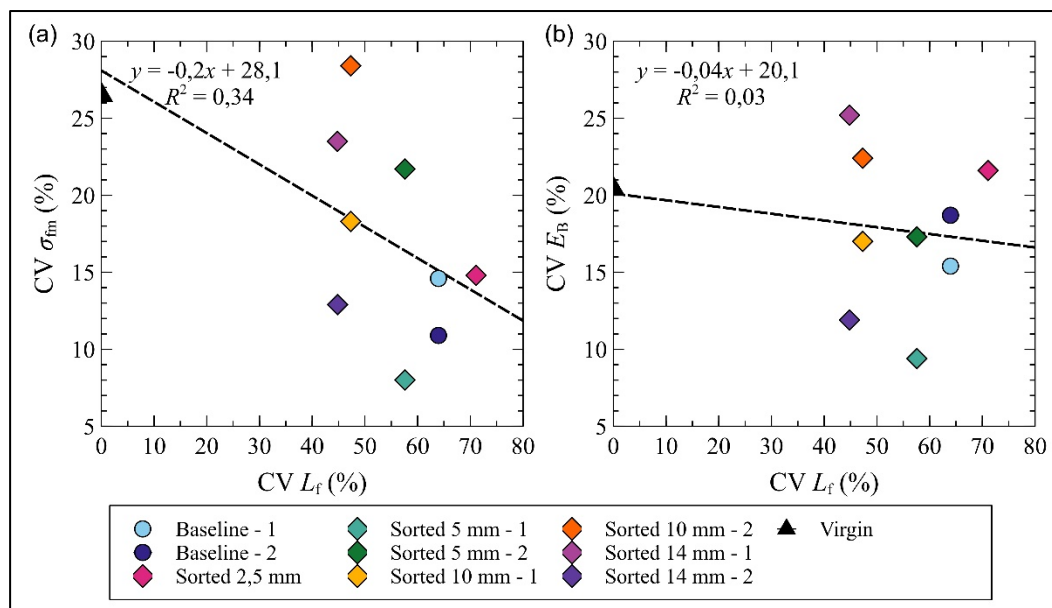 (a)
y = -0,2x + 28,1
R² = 0,34
30
25
20
15
10
5
CV σfm (%)
0 10 20 30 40 50 60 70 80
CV Lf (%)
(b)
y = -0,04x + 20,1
R² = 0,03
30
25
20
15
10
5
CV EB (%)
0 10 20 30 40 50 60 70 80
CV Lf (%)
Baseline - 1
Baseline - 2
Sorted 2,5 mm
Sorted 5 mm - 1
Sorted 5 mm - 2
Sorted 10 mm - 1
Sorted 10 mm - 2
Sorted 14 mm - 1
Sorted 14 mm - 2
Virgin